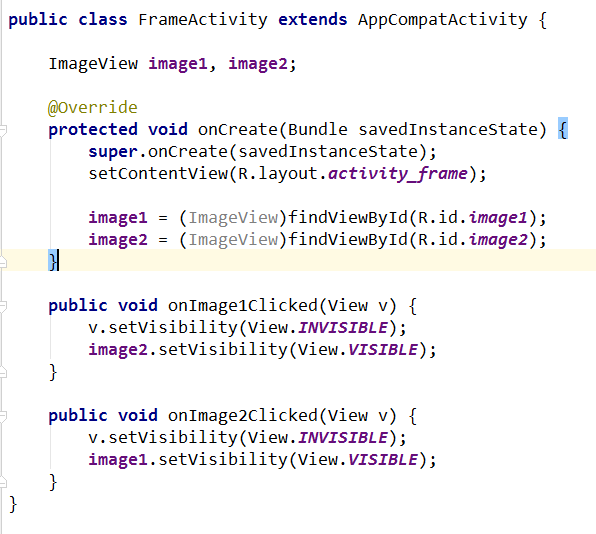 public class FrameActivity extends AppCompatActivity {
ImageView image1, image2;
@Override
protected void onCreate(Bundle savedInstanceState) {
super.onCreate(savedInstanceState);
setContentView(R.layout.activity_frame);
image1 = (ImageView)findViewById(R.id.image1);
image2 = (ImageView)findViewById(R.id.image2);
}
public void onImage1Clicked(View v) {
v.setVisibility(View.INVISIBLE);
image2.setVisibility(View.VISIBLE);
}
public void onImage2Clicked(View v) {
v.setVisibility(View.INVISIBLE);
image1.setVisibility(View.VISIBLE);
}
}